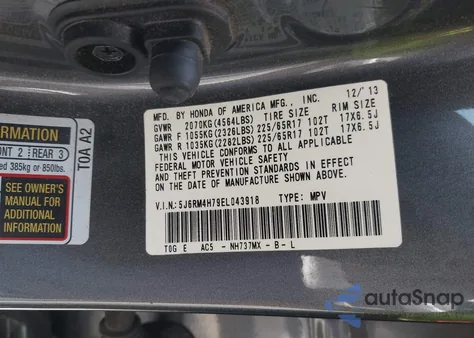 MFD. BY HONDA OF AMERICA MFG., INC. 12/'13
GVWR 2070KG(4564LBS) TIRE SIZE RIM SIZE
GAWR F 1055KG(2326LBS)225/65R17 102T 17X6.5J
GAWR R 1035KG(2282LBS)225/65R17 102T 17X6.5J
THIS VEHICLE CONFORMS TO ALL APPLICABLE
FEDERAL MOTOR VEHICLE SAFETY
AND THEFT PREVENTION STANDARDS IN EFFECT
ON THE DATE OF MANUFACTURE SHOWN ABOVE.
V.I.N:5J6RM4H79EL043918 TYPE: MPV
T0G E AC5 - NH737MX - B - L
FORMATION
NT 2 REAR 3
ed 385kg or 850lbs.
SEE OWNER'S
MANUAL FOR
ADDITIONAL
INFORMATION
T0A A2
autoSnap